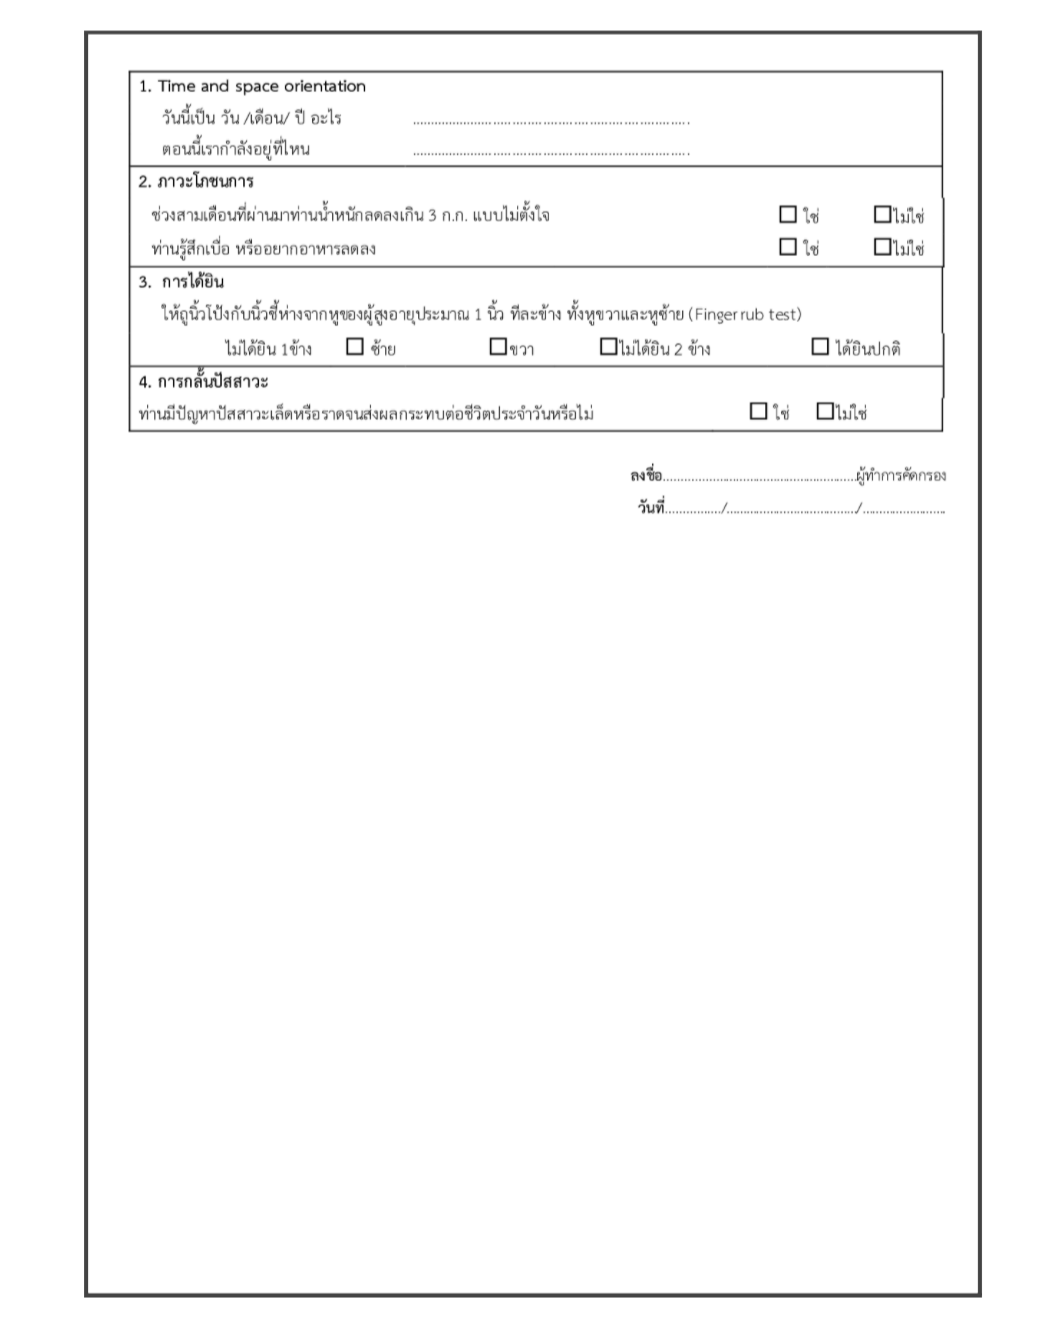 1. Time and space orientation
วันนี้เป็น วัน /เดือน/ ปี อะไร ....................................................................
ตอนนี้เรากำลังอยู่ที่ไหน ....................................................................
2. ภาวะโภชนการ
ช่วงสามเดือนที่ผ่านมาท่านน้ำหนักลดลงเกิน 3 ก.ก. แบบไม่ตั้งใจ ☐ ใช่ ☐ไม่ใช่
ท่านรู้สึกเบื่อ หรืออยากอาหารลดลง ☐ ใช่ ☐ไม่ใช่
3. การได้ยิน
ให้ถูนิ้วโป้งกับนิ้วชี้ห่างจากหูของผู้สูงอายุประมาณ 1 นิ้ว ทีละข้าง ทั้งหูขวาและหูซ้าย (Finger rub test)
ไม่ได้ยิน 1ข้าง ☐ ซ้าย ☐ขวา ☐ไม่ได้ยิน 2 ข้าง ☐ ได้ยินปกติ
4. การกลั้นปัสสาวะ
ท่านมีปัญหาปัสสาวะเล็ดหรือราดจนส่งผลกระทบต่อชีวิตประจำวันหรือไม่ ☐ ใช่ ☐ไม่ใช่
ลงชื่อ......................................................ผู้ทำการคัดกรอง
วันที่................/...................................../........................